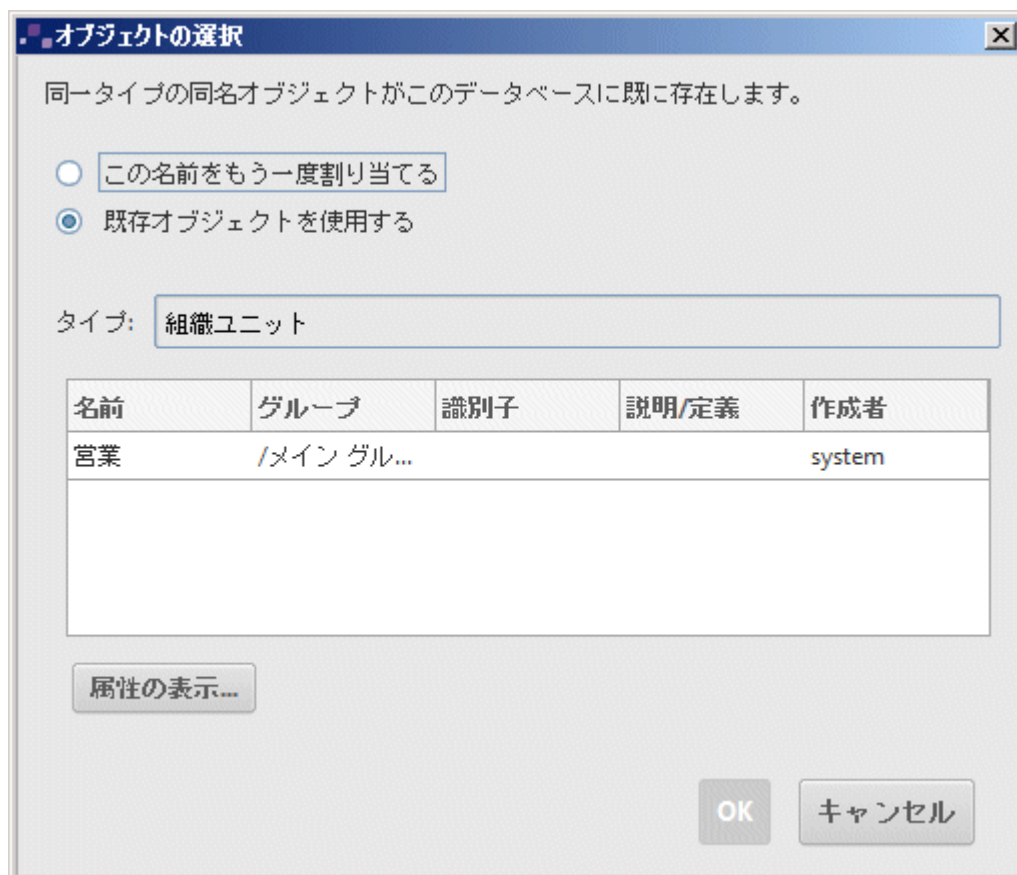 オブジェクトの選択
同一タイプの同名オブジェクトがこのデータベースに既に存在します。
この名前をもう一度割り当てる
既存オブジェクトを使用する
タイプ: 組織ユニット
名前 グループ 識別子 説明/定義 作成者
営業 /メイン グル... system
属性の表示...
OK キャンセル